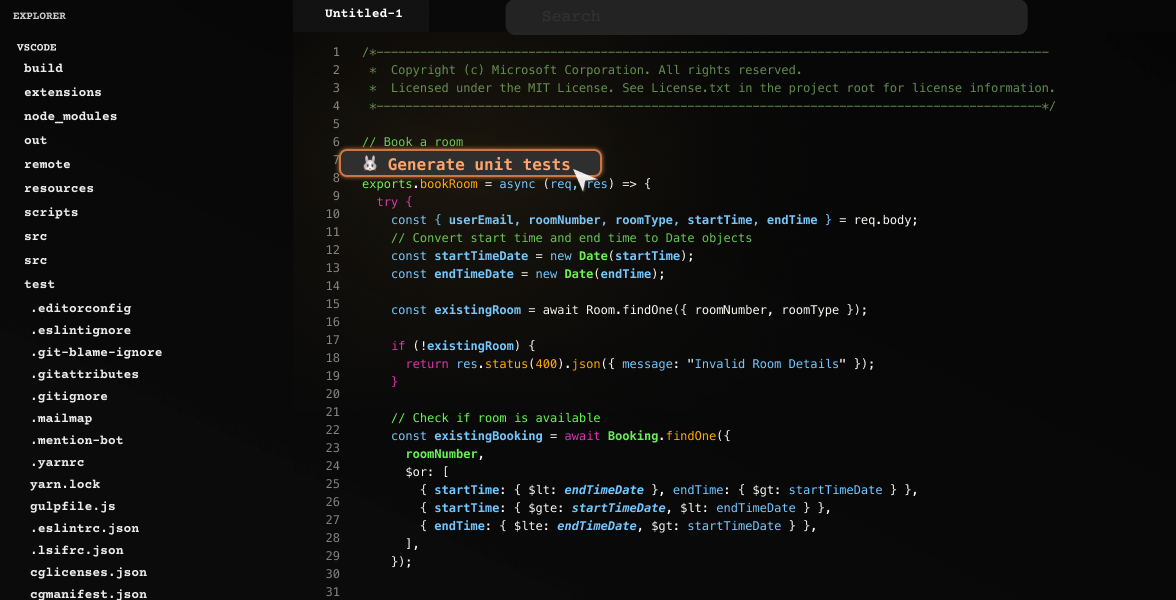 EXPLORER
VSCODE
build
extensions
node_modules
out
remote
resources
scripts
src
src
test
.editorconfig
.eslintignore
.git-blame-ignore
.gitattributes
.gitignore
.mailmap
.mention-bot
.yarnrc
yarn.lock
gulpfile.js
.eslintrc.json
.lsifrc.json
cglicenses.json
cgmanifest.json
Untitled-1
Search
1 /*---------------------------------------------------------------------------------------------
2 * Copyright (c) Microsoft Corporation. All rights reserved.
3 * Licensed under the MIT License. See License.txt in the project root for license information.
4 *--------------------------------------------------------------------------------------------*/
5
6 // Book a room
7 Generate unit tests
8 exports.bookRoom = async (req, res) => {
9 try {
10 const { userEmail, roomNumber, roomType, startTime, endTime } = req.body;
11 // Convert start time and end time to Date objects
12 const startTimeDate = new Date(startTime);
13 const endTimeDate = new Date(endTime);
14
15 const existingRoom = await Room.findOne({ roomNumber, roomType });
16
17 if (!existingRoom) {
18 return res.status(400).json({ message: "Invalid Room Details" });
19 }
20
21 // Check if room is available
22 const existingBooking = await Booking.findOne({
23 roomNumber,
24 $or: [
25 { startTime: { $lt: endTimeDate }, endTime: { $gt: startTimeDate } },
26 { startTime: { $gte: startTimeDate, $lt: endTimeDate } },
27 { endTime: { $lte: endTimeDate, $gt: startTimeDate } },
28 ],
29 });
30
31